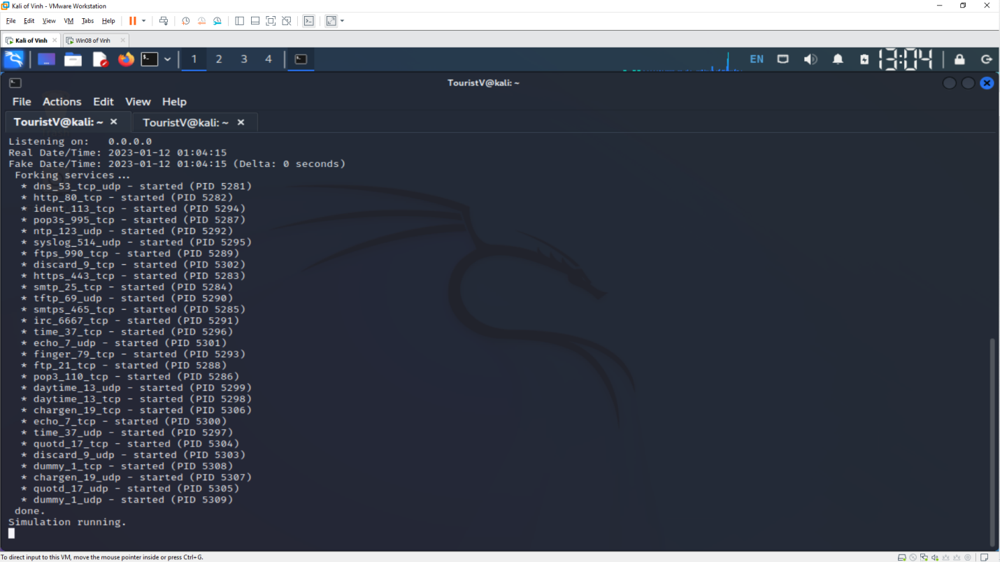 Kali of Vinh - VMware Workstation
File Edit View VM Tabs Help
Kali of Vinh Win08 of Vinh
1 2 3 4 EN 13:04
TouristV@kali: ~
File Actions Edit View Help
TouristV@kali: ~ TouristV@kali: ~
Listening on: 0.0.0.0
Real Date/Time: 2023-01-12 01:04:15
Fake Date/Time: 2023-01-12 01:04:15 (Delta: 0 seconds)
Forking services...
* dns_53_tcp_udp - started (PID 5281)
* http_80_tcp - started (PID 5282)
* ident_113_tcp - started (PID 5294)
* pop3s_995_tcp - started (PID 5287)
* ntp_123_udp - started (PID 5292)
* syslog_514_udp - started (PID 5295)
* ftps_990_tcp - started (PID 5289)
* discard_9_tcp - started (PID 5302)
* https_443_tcp - started (PID 5283)
* smtp_25_tcp - started (PID 5284)
* tftp_69_udp - started (PID 5290)
* smtps_465_tcp - started (PID 5285)
* irc_6667_tcp - started (PID 5291)
* time_37_tcp - started (PID 5296)
* echo_7_udp - started (PID 5301)
* finger_79_tcp - started (PID 5293)
* ftp_21_tcp - started (PID 5288)
* pop3_110_tcp - started (PID 5286)
* daytime_13_udp - started (PID 5299)
* daytime_13_tcp - started (PID 5298)
* chargen_19_tcp - started (PID 5306)
* echo_7_tcp - started (PID 5300)
* time_37_udp - started (PID 5297)
* quotd_17_tcp - started (PID 5304)
* discard_9_udp - started (PID 5303)
* dummy_1_tcp - started (PID 5308)
* chargen_19_udp - started (PID 5307)
* quotd_17_udp - started (PID 5305)
* dummy_1_udp - started (PID 5309)
done.
Simulation running.
To direct input to this VM, move the mouse pointer inside or press Ctrl+G.